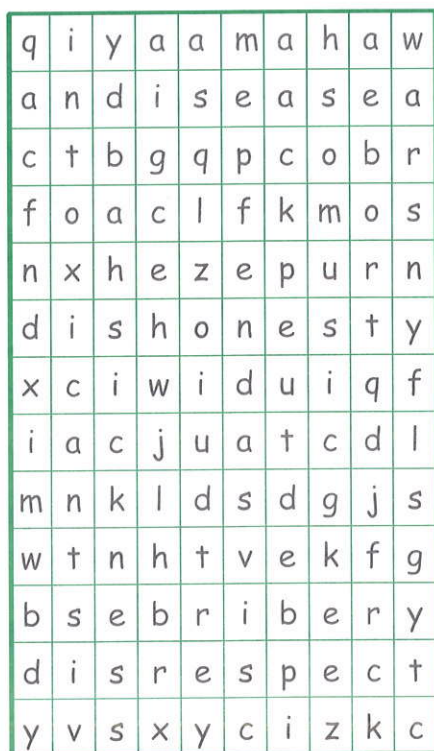 q i y a a m a h a w
a n d i s e a s e a
c t b g q p c o b r
f o a c l f k m o s
n x h e z e p u r n
d i s h o n e s t y
x c i w i d u i q f
i a c j u a t c d l
m n k l d s d g j s
w t n h t v e k f g
b s e b r i b e r y
d i s r e s p e c t
y v s x y c i z k c